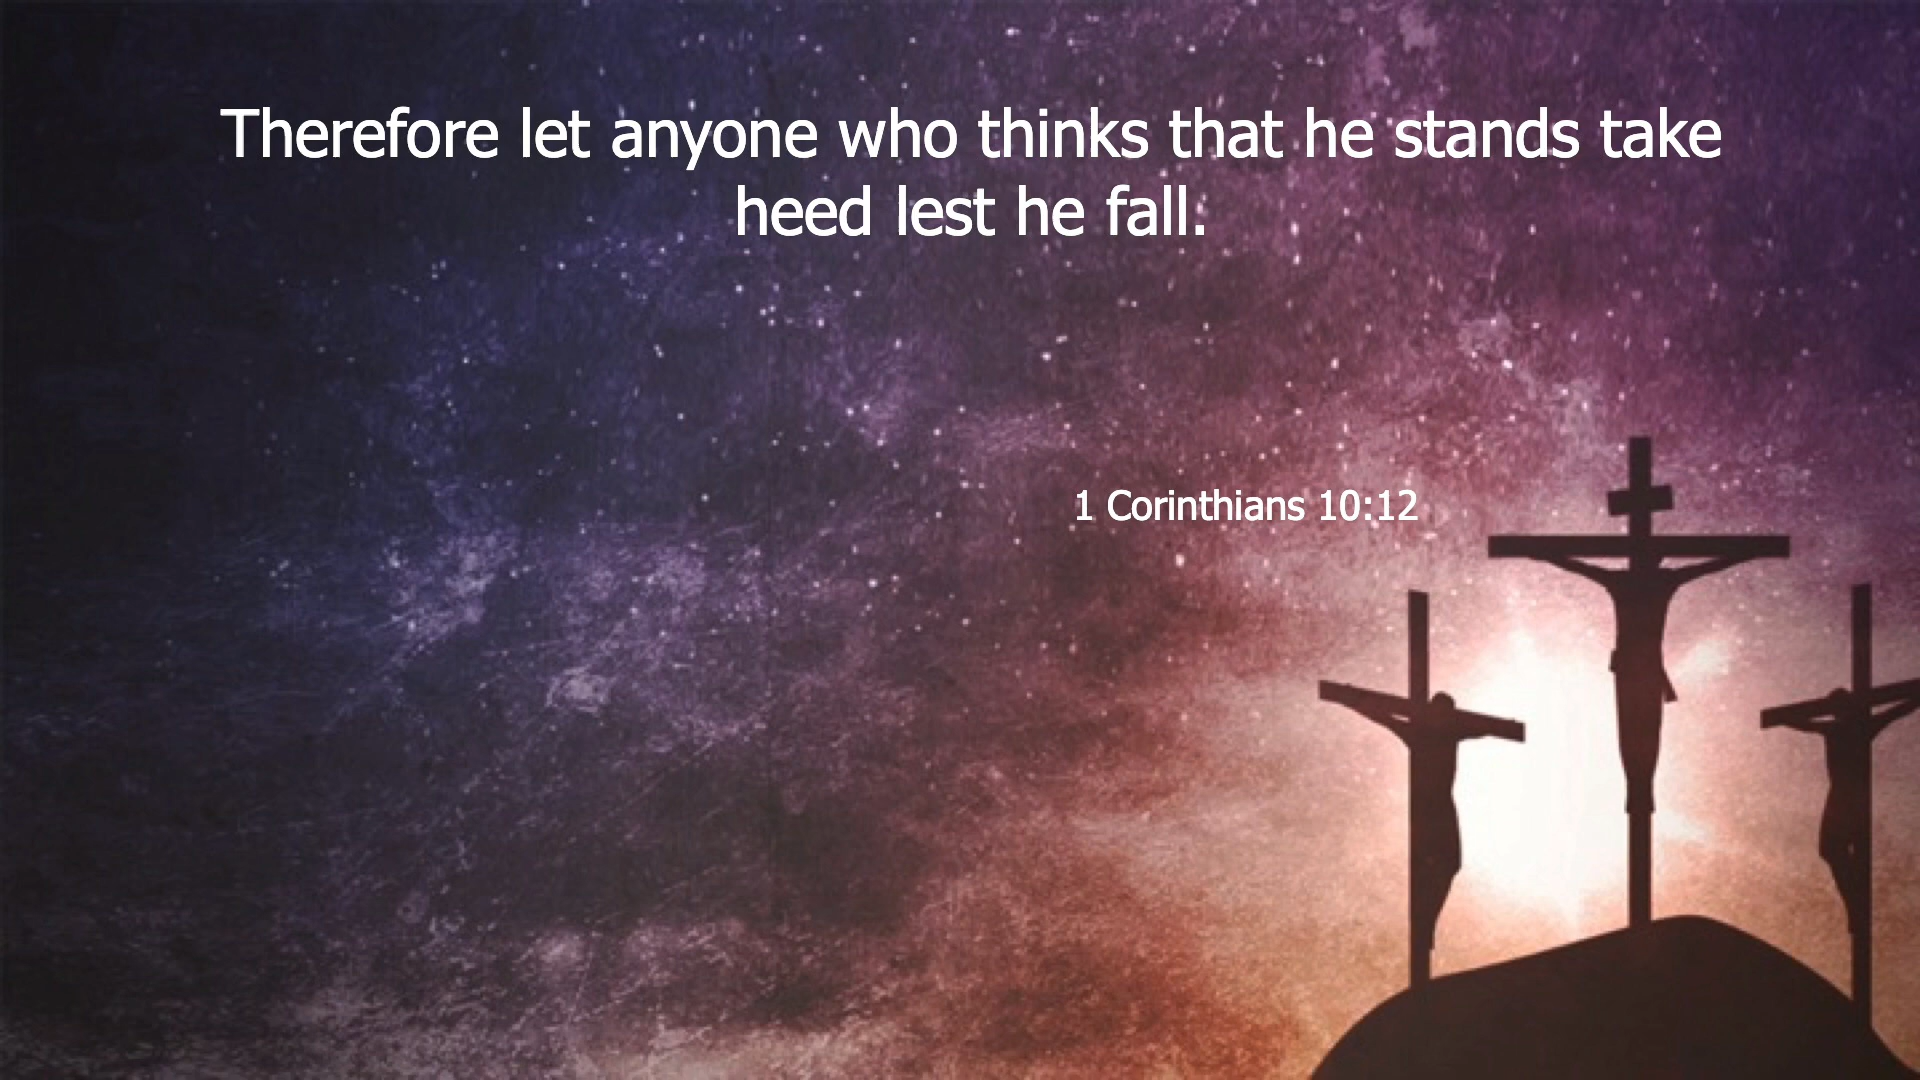 Therefore let anyone who thinks that he stands take
heed lest he fall.
1 Corinthians 10:12